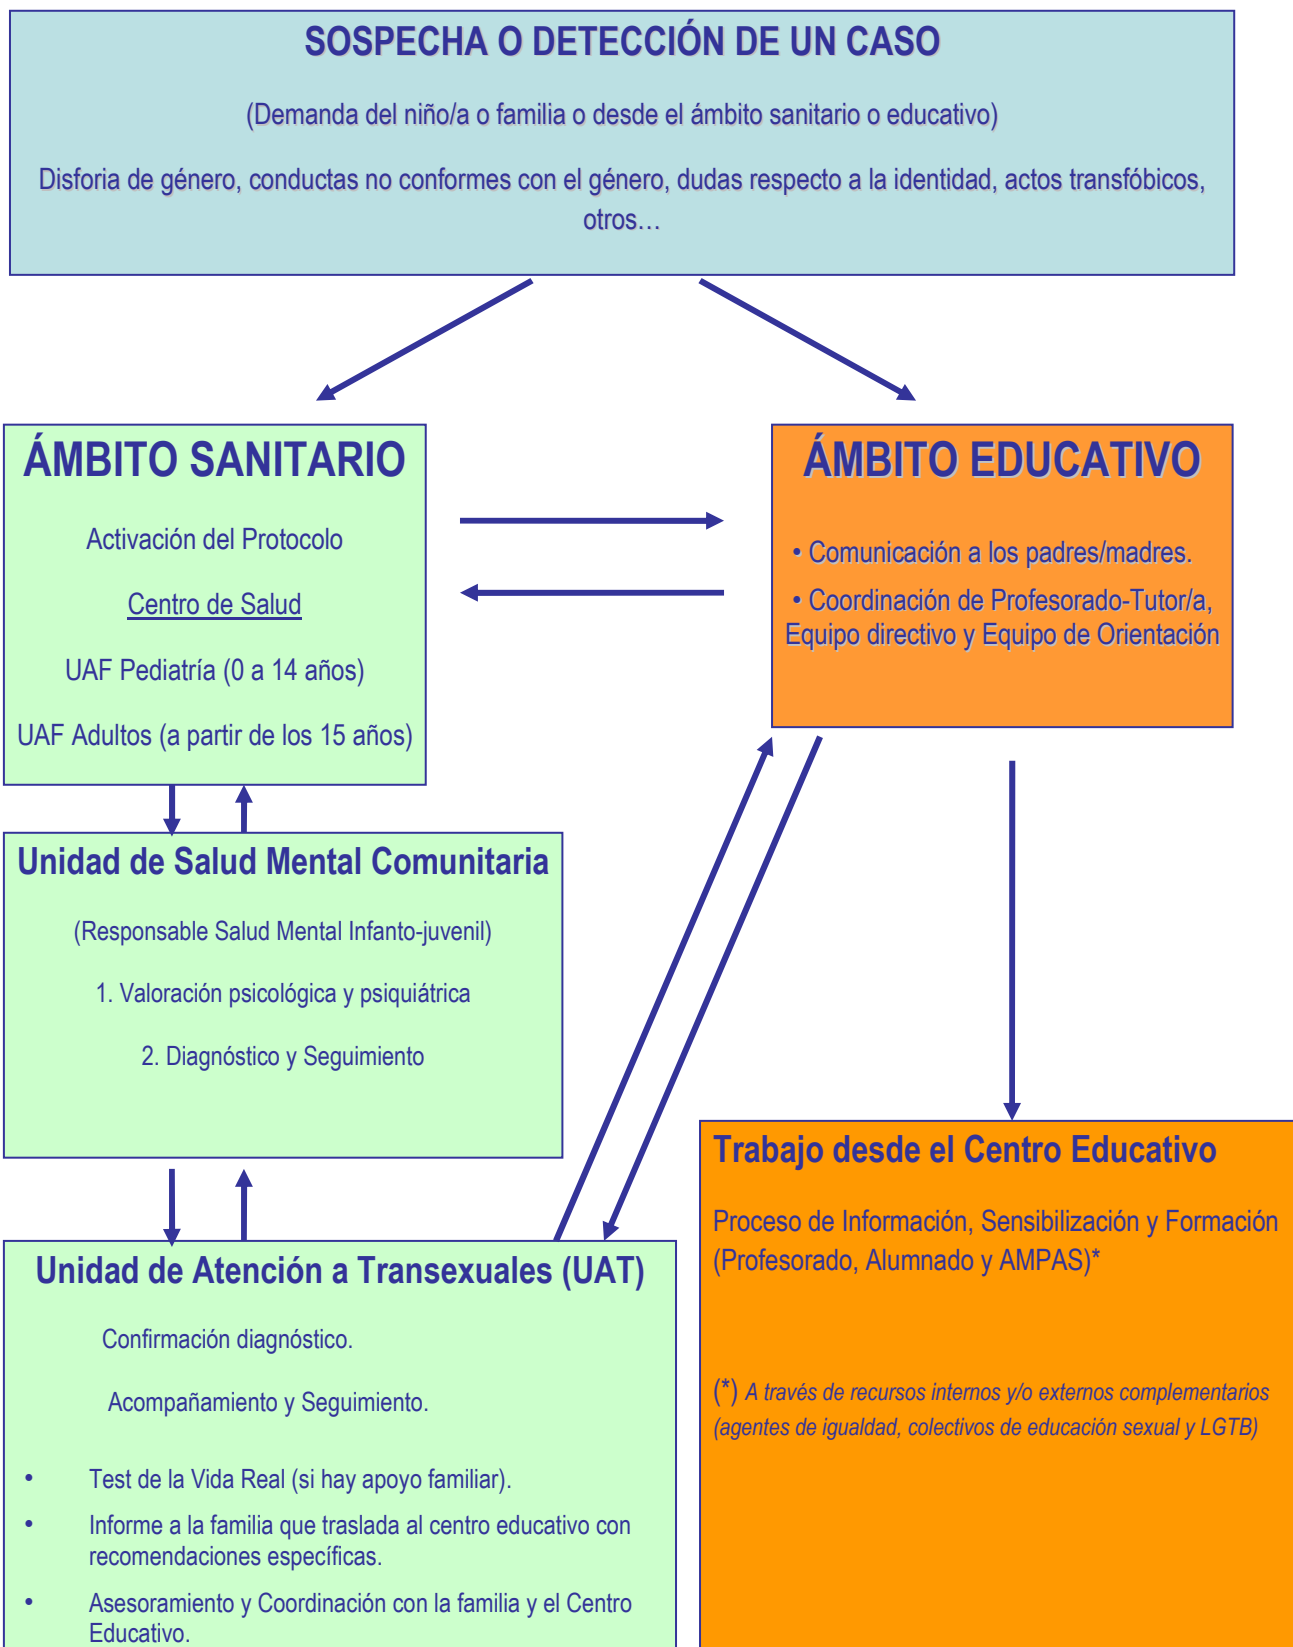 SOSPECHA O DETECCIÓN DE UN CASO
(Demanda del niño/a o familia o desde el ámbito sanitario o educativo)
Disforia de género, conductas no conformes con el género, dudas respecto a la identidad, actos transfóbicos,
otros…
ÁMBITO SANITARIO
Activación del Protocolo
Centro de Salud
UAF Pediatría (0 a 14 años)
UAF Adultos (a partir de los 15 años)
ÁMBITO EDUCATIVO
• Comunicación a los padres/madres.
• Coordinación de Profesorado-Tutor/a,
Equipo directivo y Equipo de Orientación
Unidad de Salud Mental Comunitaria
(Responsable Salud Mental Infanto-juvenil)
1. Valoración psicológica y psiquiátrica
2. Diagnóstico y Seguimiento
Unidad de Atención a Transexuales (UAT)
Confirmación diagnóstico.
Acompañamiento y Seguimiento.
• Test de la Vida Real (si hay apoyo familiar).
• Informe a la familia que traslada al centro educativo con
recomendaciones específicas.
• Asesoramiento y Coordinación con la familia y el Centro
Educativo.
Trabajo desde el Centro Educativo
Proceso de Información, Sensibilización y Formación
(Profesorado, Alumnado y AMPAS)*
(*) A través de recursos internos y/o externos complementarios
(agentes de igualdad, colectivos de educación sexual y LGTB)